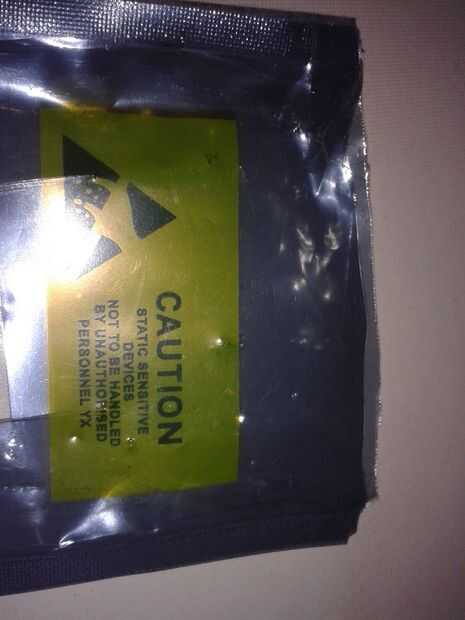 CAUTION
STATIC SENSITIVE
DEVICES
NOT TO BE HANDLED
BY UNAUTHORISED
PERSONNEL YX